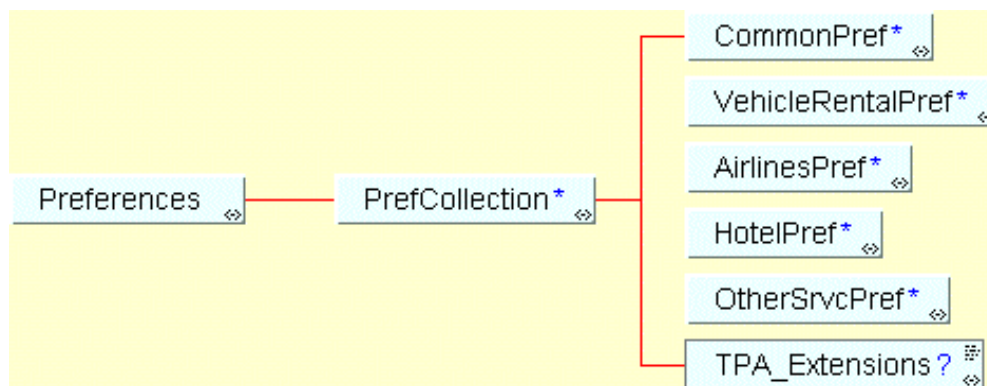 CommonPref*
VehicleRentalPref*
AirlinesPref*
Preferences
PrefCollection*
HotelPref*
OtherSrvcPref*
TPA_Extensions?